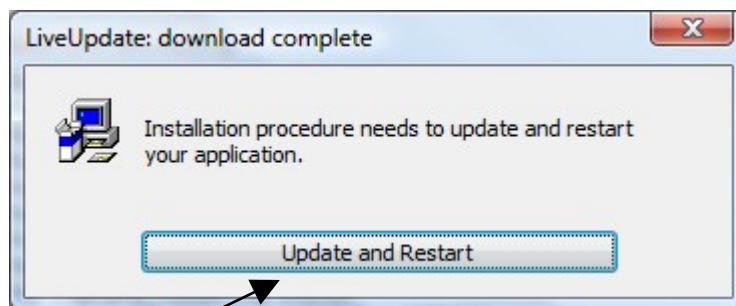 LiveUpdate: download complete
Installation procedure needs to update and restart
your application.
Update and Restart